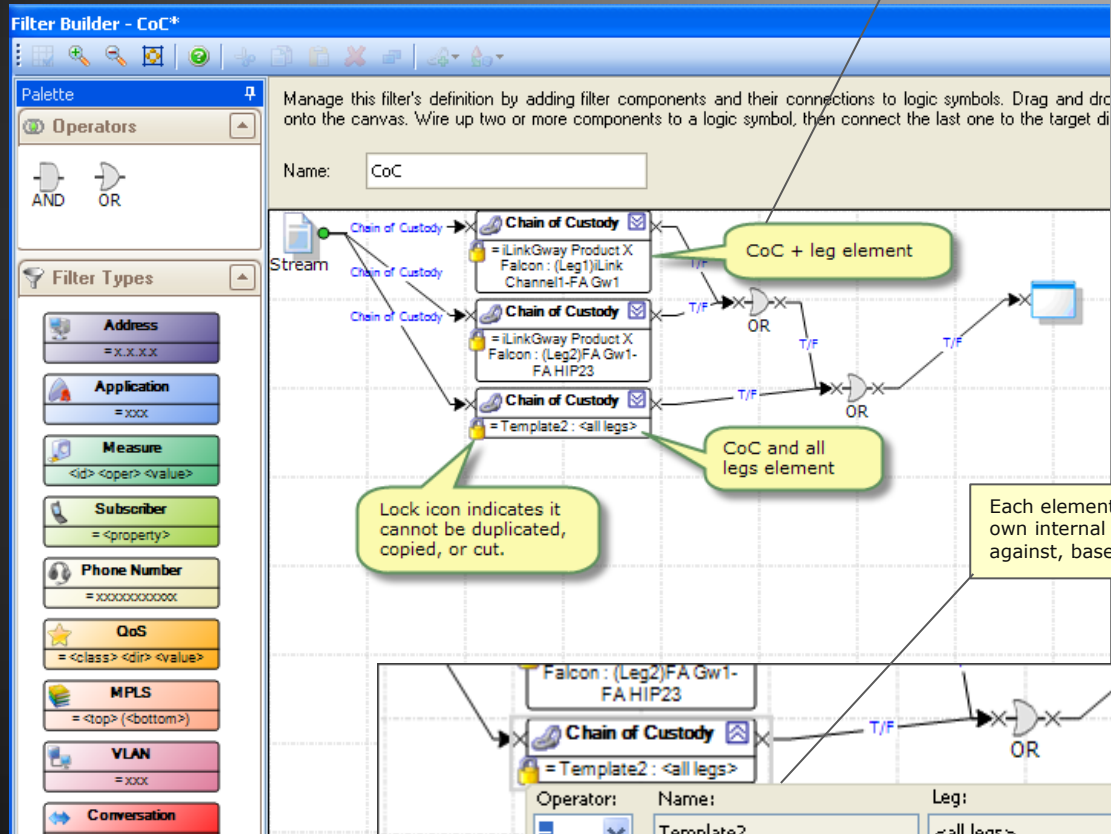 Filter Builder - CoC*
Palette
Operators
AND
OR
Filter Types
Address
= x.x.x.x
Application
= xxx
Measure
<id> <oper> <value>
Subscriber
= <property>
Phone Number
= xxxxxxxxxxx
QoS
= <class> <dir> <value>
MPLS
= <top> (<bottom>)
VLAN
= xxx
Conversation
Manage this filter's definition by adding filter components and their connections to logic symbols. Drag and dro
onto the canvas. Wire up two or more components to a logic symbol, then connect the last one to the target di
Name:
CoC
Stream
Chain of Custody
Chain of Custody
Chain of Custody
Chain of Custody
= iLinkGway Product X
Falcon : (Leg1)iLink
Channel1-FA Gw1
Chain of Custody
= iLinkGway Product X
Falcon : (Leg2)FA Gw1-
FA HIP23
Chain of Custody
= Template2 : <all legs>
T/F
T/F
T/F
T/F
T/F
OR
OR
CoC + leg element
CoC and all
legs element
Lock icon indicates it
cannot be duplicated,
copied, or cut.
Each element
own internal
against, base
Falcon : (Leg2)FA Gw1-
FA HIP23
Chain of Custody
= Template2 : <all legs>
T/F
OR
Operator:
Name:
Leg:
=
Template2
<all legs>